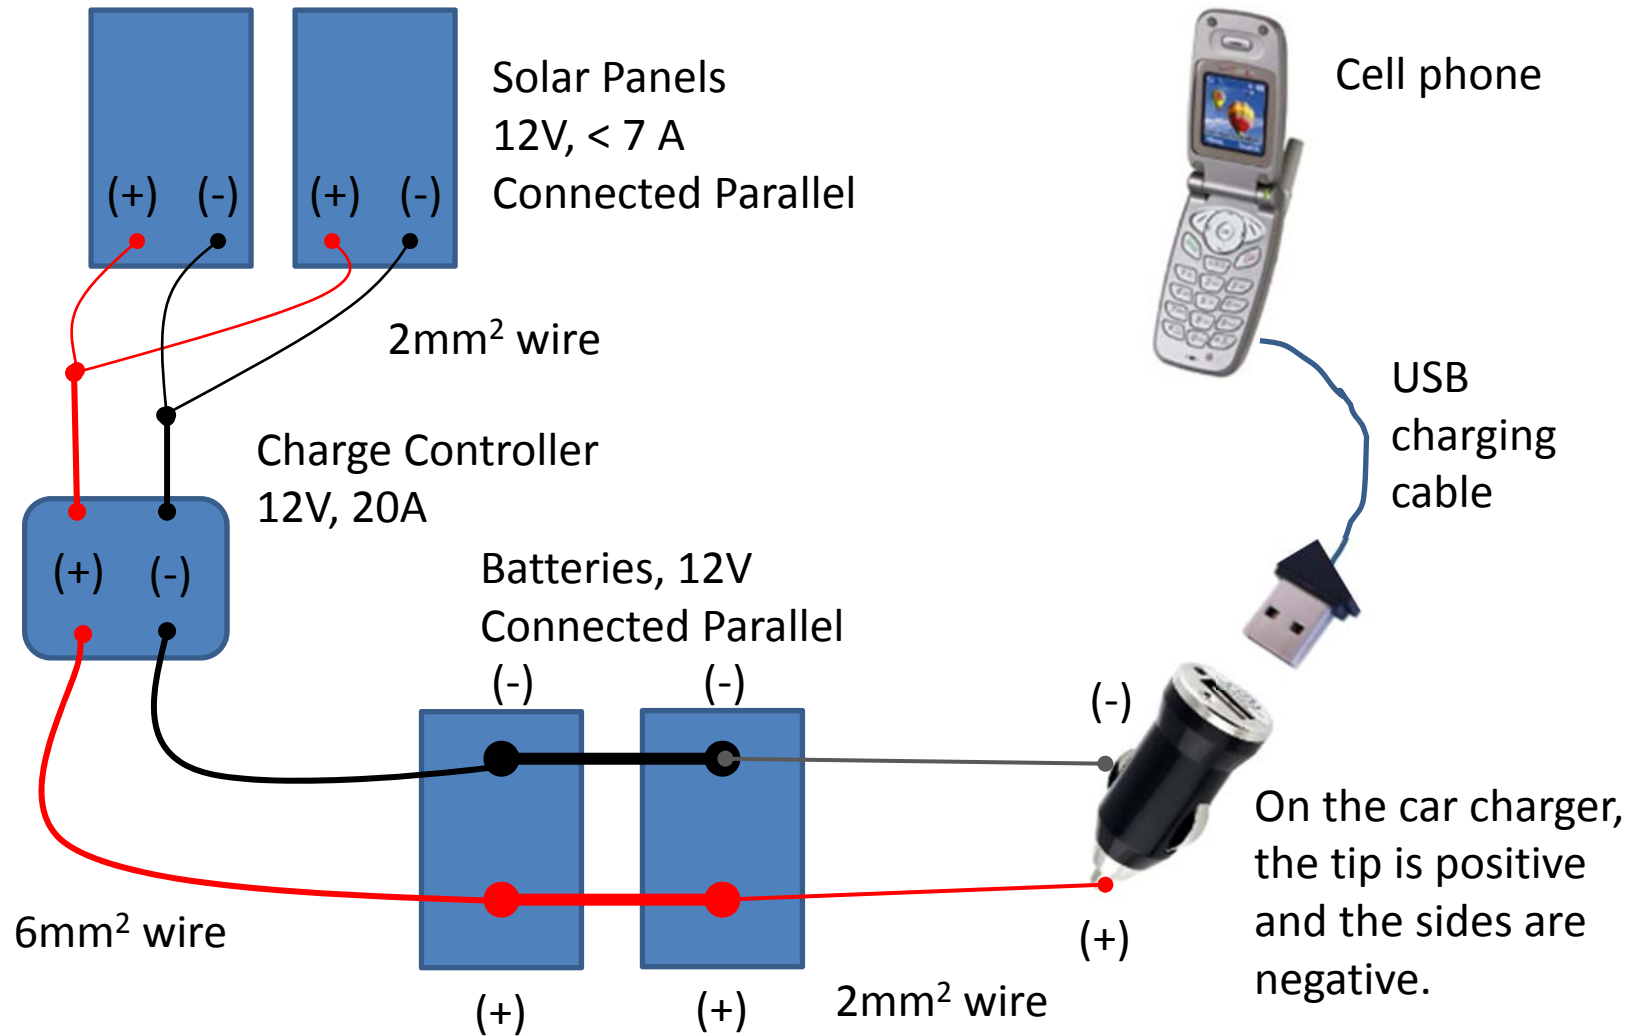 Solar Panels
12V, < 7 A
Connected Parallel
(+) (-) (+) (-)
2mm² wire
Cell phone
USB
charging
cable
Charge Controller
12V, 20A
(+) (-)
Batteries, 12V
Connected Parallel
(-) (-)
(+) (+)
6mm² wire
2mm² wire
(-)
(+)
On the car charger,
the tip is positive
and the sides are
negative.